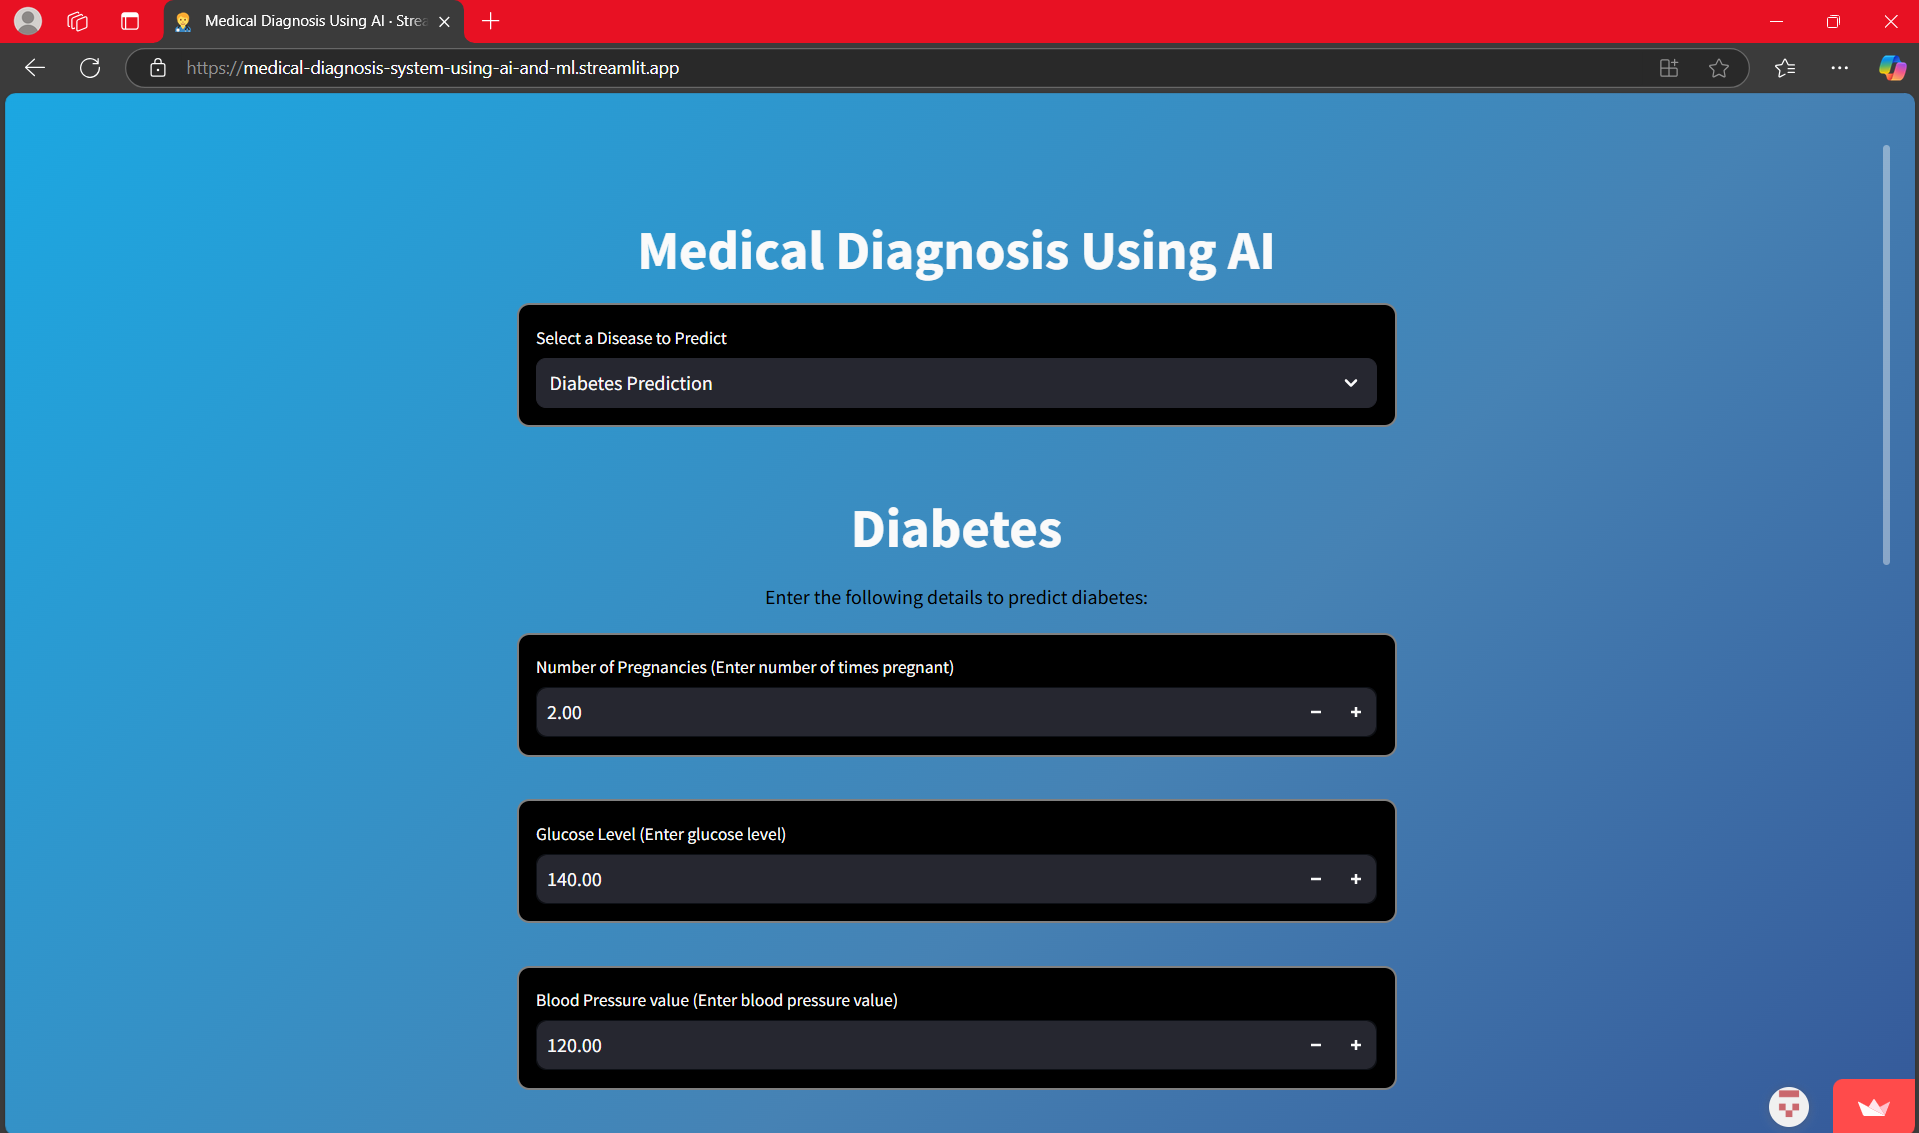 Medical Diagnosis Using AI · Strea
https://medical-diagnosis-system-using-ai-and-ml.streamlit.app
Medical Diagnosis Using AI
Select a Disease to Predict
Diabetes Prediction
Diabetes
Enter the following details to predict diabetes:
Number of Pregnancies (Enter number of times pregnant)
2.00
Glucose Level (Enter glucose level)
140.00
Blood Pressure value (Enter blood pressure value)
120.00